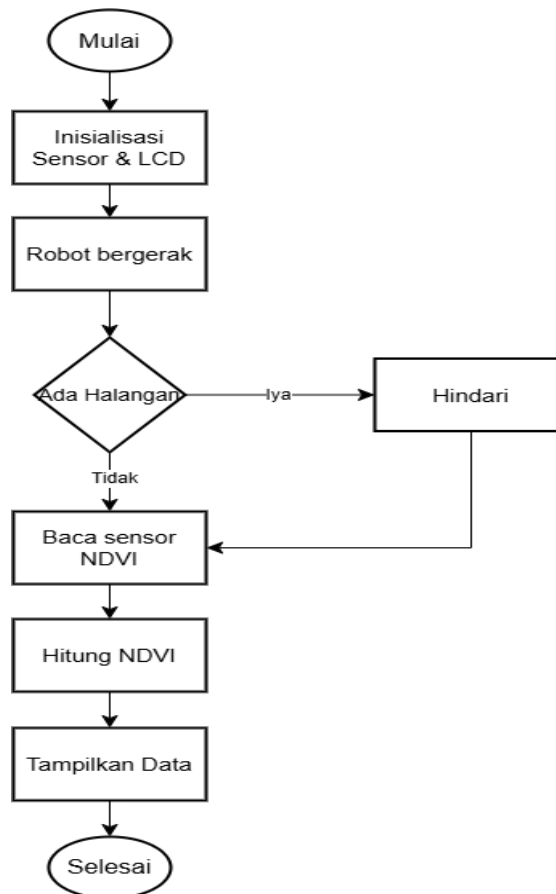 Mulai
Inisialisasi
Sensor & LCD
Robot bergerak
Ada Halangan
Iya
Hindari
Tidak
Baca sensor
NDVI
Hitung NDVI
Tampilkan Data
Selesai